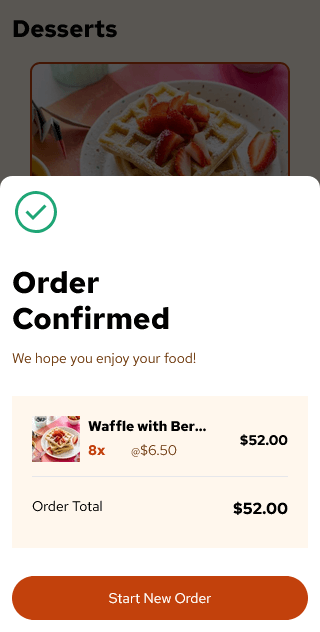 Desserts
Order
Confirmed
We hope you enjoy your food!
Waffle with Ber...
8x @$6.50
$52.00
Order Total $52.00
Start New Order